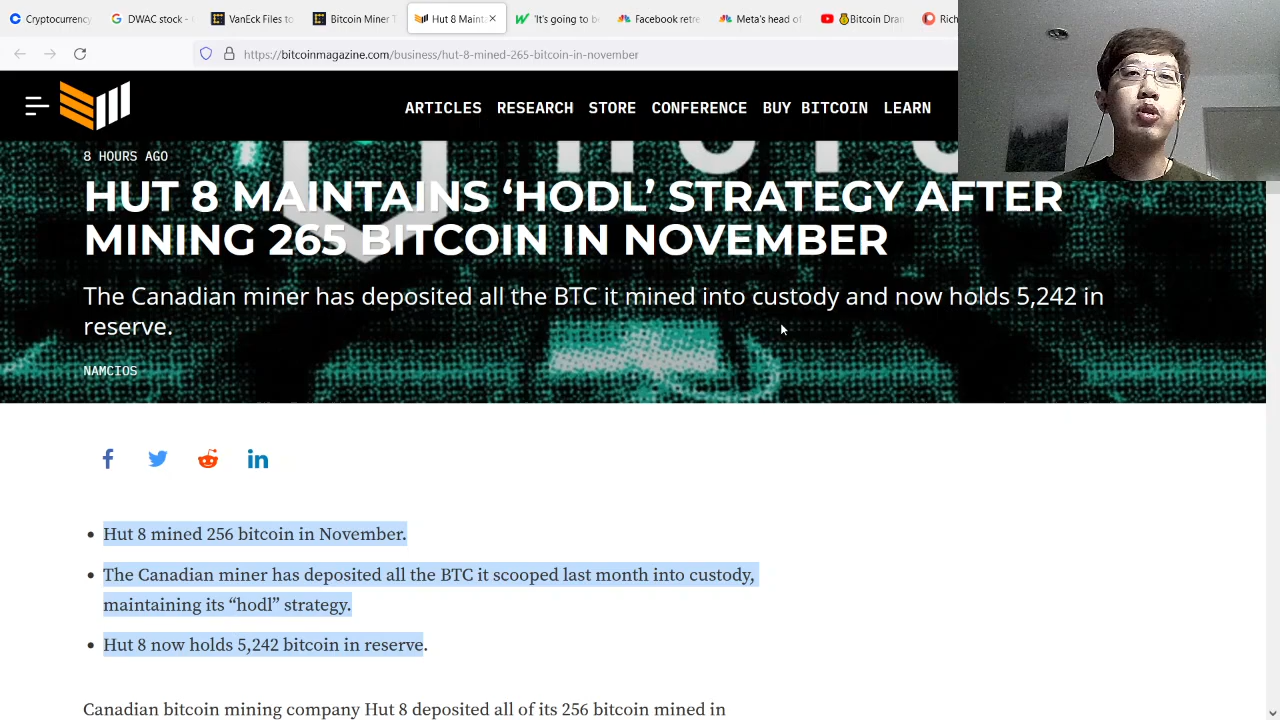 Cryptocurrency
DWAC stock -
VanEck Files to
Bitcoin Miner T
Hut 8 Maint
'It's going to be
Facebook retre
Meta's head of
Bitcoin Dran
Rich
https://bitcoinmagazine.com/business/hut-8-mined-265-bitcoin-in-november
ARTICLES RESEARCH STORE CONFERENCE BUY BITCOIN LEARN
8 HOURS AGO
HUT 8 MAINTAINS ‘HODL’ STRATEGY AFTER
MINING 265 BITCOIN IN NOVEMBER
The Canadian miner has deposited all the BTC it mined into custody and now holds 5,242 in
reserve.
NAMCIOS
Hut 8 mined 256 bitcoin in November.
The Canadian miner has deposited all the BTC it scooped last month into custody,
maintaining its “hodl” strategy.
Hut 8 now holds 5,242 bitcoin in reserve.
Canadian bitcoin mining company Hut 8 deposited all of its 256 bitcoin mined in